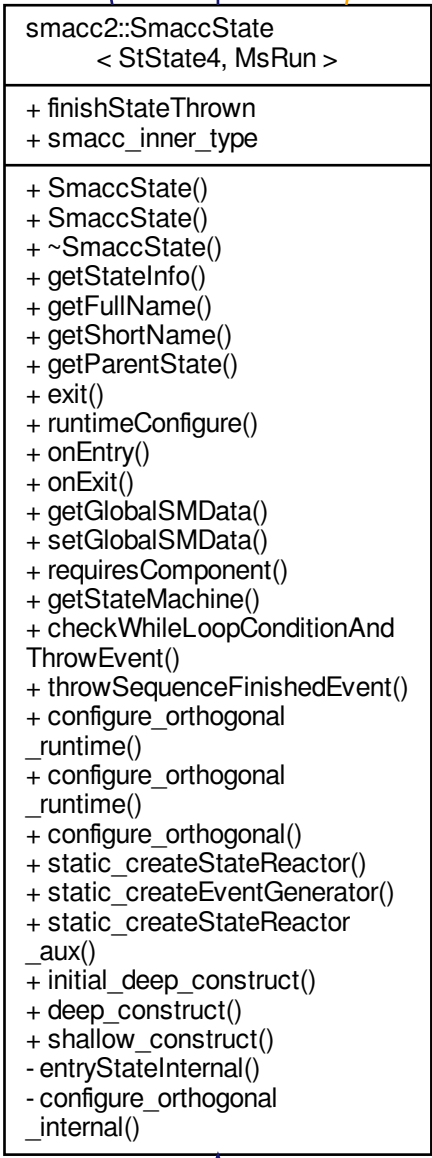 smacc2::SmaccState
< StState4, MsRun >
+ finishStateThrown
+ smacc_inner_type
+ SmaccState()
+ SmaccState()
+ ~SmaccState()
+ getStateInfo()
+ getFullName()
+ getShortName()
+ getParentState()
+ exit()
+ runtimeConfigure()
+ onEntry()
+ onExit()
+ getGlobalSMData()
+ setGlobalSMData()
+ requiresComponent()
+ getStateMachine()
+ checkWhileLoopConditionAnd
ThrowEvent()
+ throwSequenceFinishedEvent()
+ configure_orthogonal
_runtime()
+ configure_orthogonal
_runtime()
+ configure_orthogonal()
+ static_createStateReactor()
+ static_createEventGenerator()
+ static_createStateReactor
_aux()
+ initial_deep_construct()
+ deep_construct()
+ shallow_construct()
- entryStateInternal()
- configure_orthogonal
_internal()